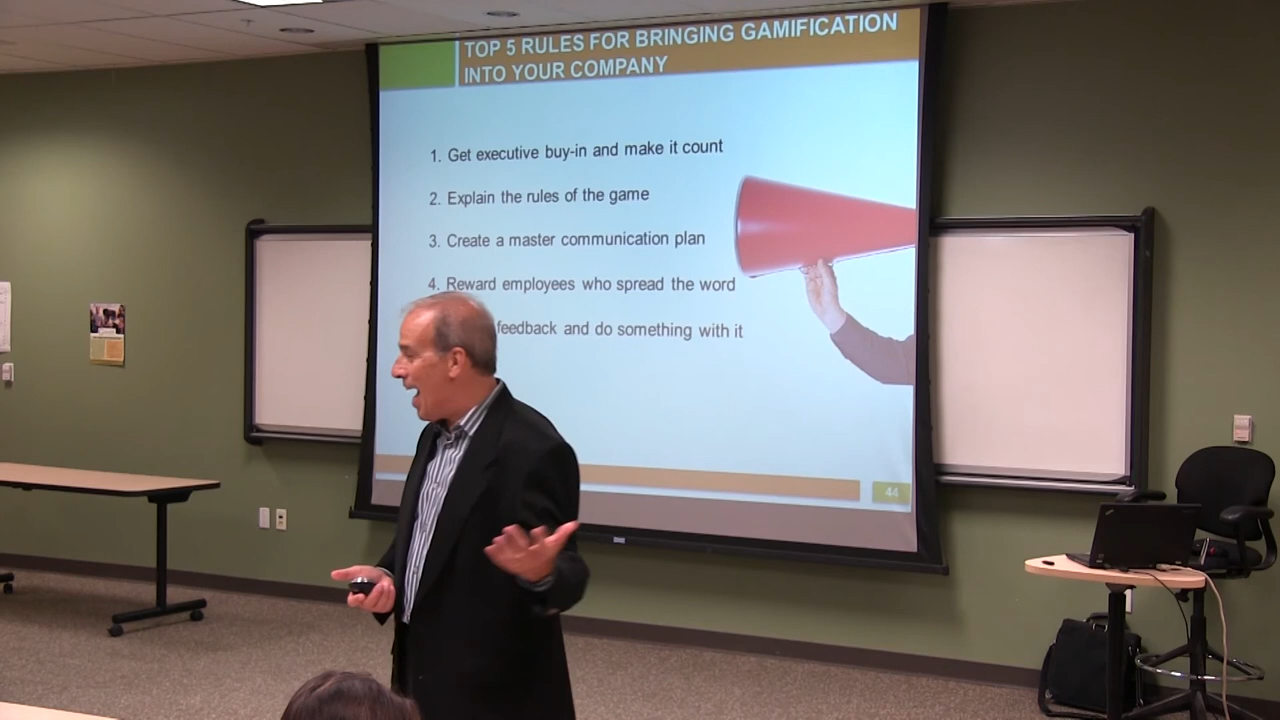 TOP 5 RULES FOR BRINGING GAMIFICATION
INTO YOUR COMPANY
1. Get executive buy-in and make it count
2. Explain the rules of the game
3. Create a master communication plan
4. Reward employees who spread the word
feedback and do something with it
44